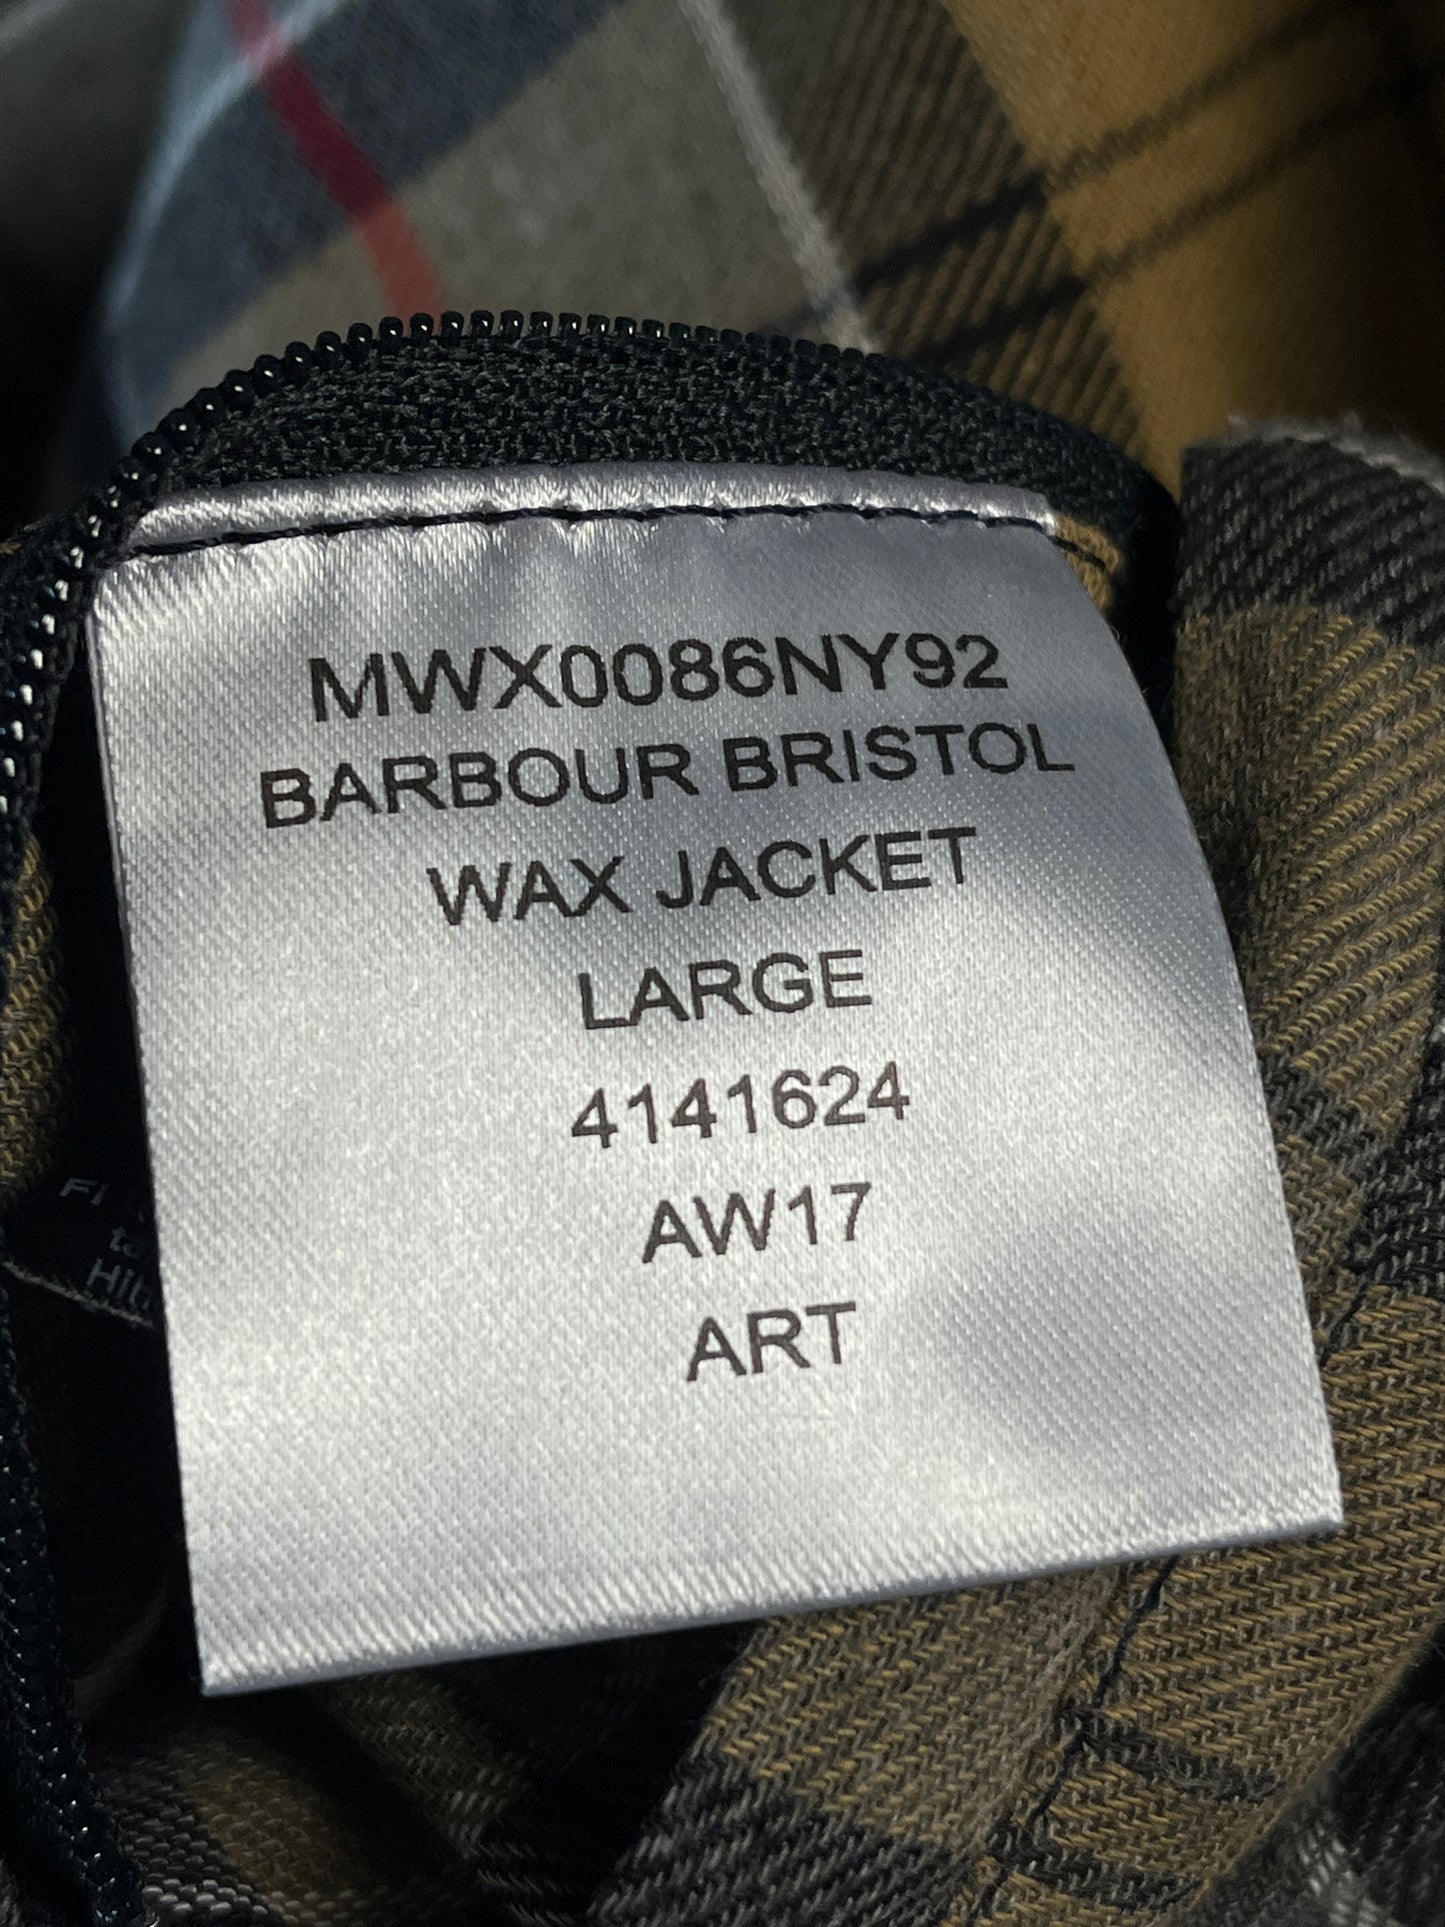 MWX0086NY92
BARBOUR BRISTOL
WAX JACKET
LARGE
4141624
AW17
ART